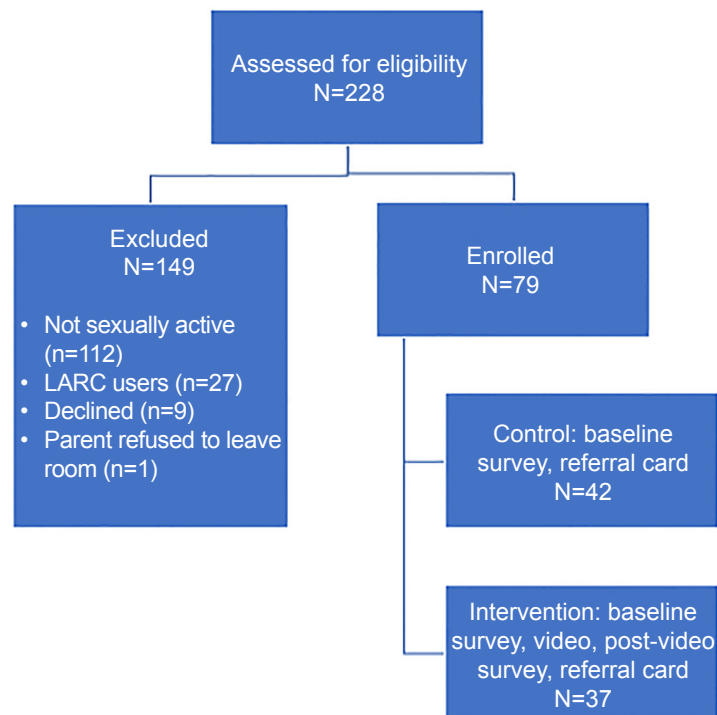 Assessed for eligibility
N=228
Excluded
N=149
• Not sexually active
(n=112)
• LARC users (n=27)
• Declined (n=9)
• Parent refused to leave
room (n=1)
Enrolled
N=79
Control: baseline
survey, referral card
N=42
Intervention: baseline
survey, video, post-video
survey, referral card
N=37